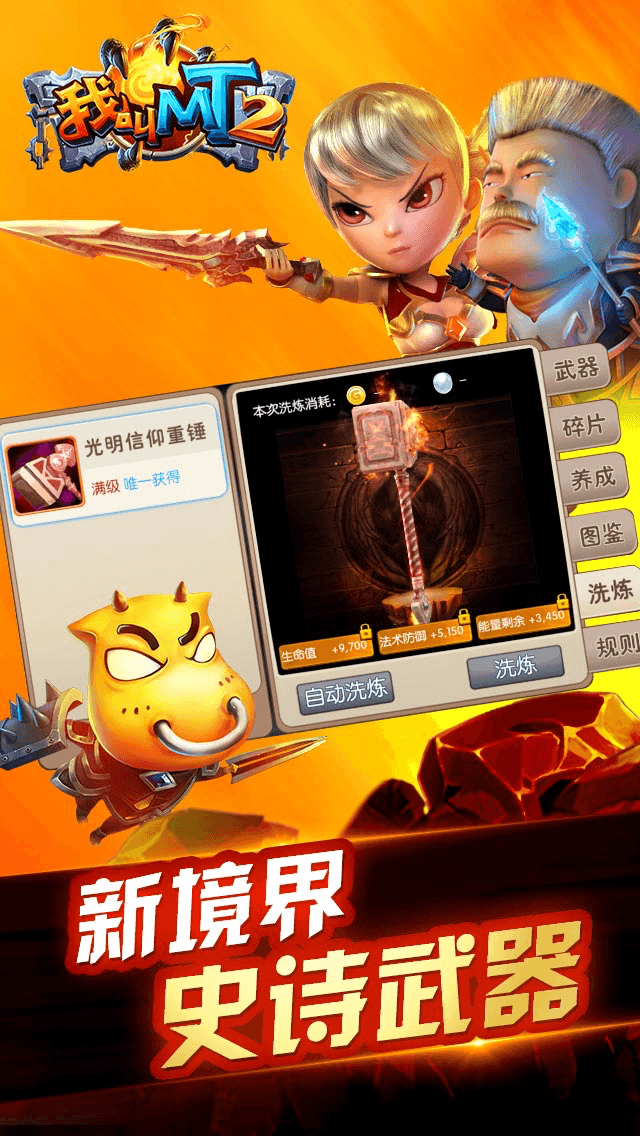 我叫MT2
武器
碎片
养成
图鉴
洗炼
规则
光明信仰重锤
满级 唯一获得
本次洗炼消耗： G - -
生命值 +9,700
法术防御 +5,150
能量剩余 +3,450
自动洗炼
洗炼
新境界
史诗武器